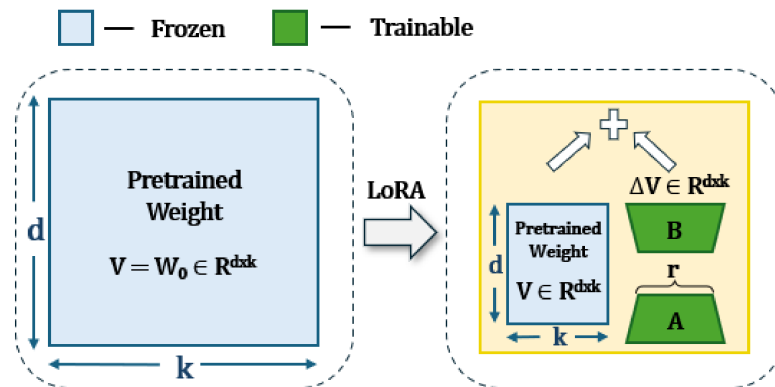 — Frozen
— Trainable
d
Pretrained
Weight
V = W₀ ∈ Rᵈˣᵏ
k
LoRA
ΔV ∈ Rᵈˣᵏ
d
Pretrained
Weight
V ∈ Rᵈˣᵏ
k
B
r
A